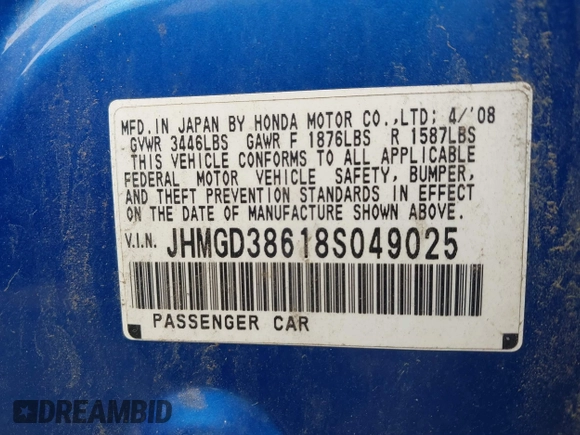 MFD. IN JAPAN BY HONDA MOTOR CO.,LTD; 4/'08
GVWR 3446LBS GAWR F 1876LBS R 1587LBS
THIS VEHICLE CONFORMS TO ALL APPLICABLE
FEDERAL MOTOR VEHICLE SAFETY, BUMPER,
AND THEFT PREVENTION STANDARDS IN EFFECT
ON THE DATE OF MANUFACTURE SHOWN ABOVE.
V.I.N. JHMGD38618S049025
PASSENGER CAR
DREAMBID